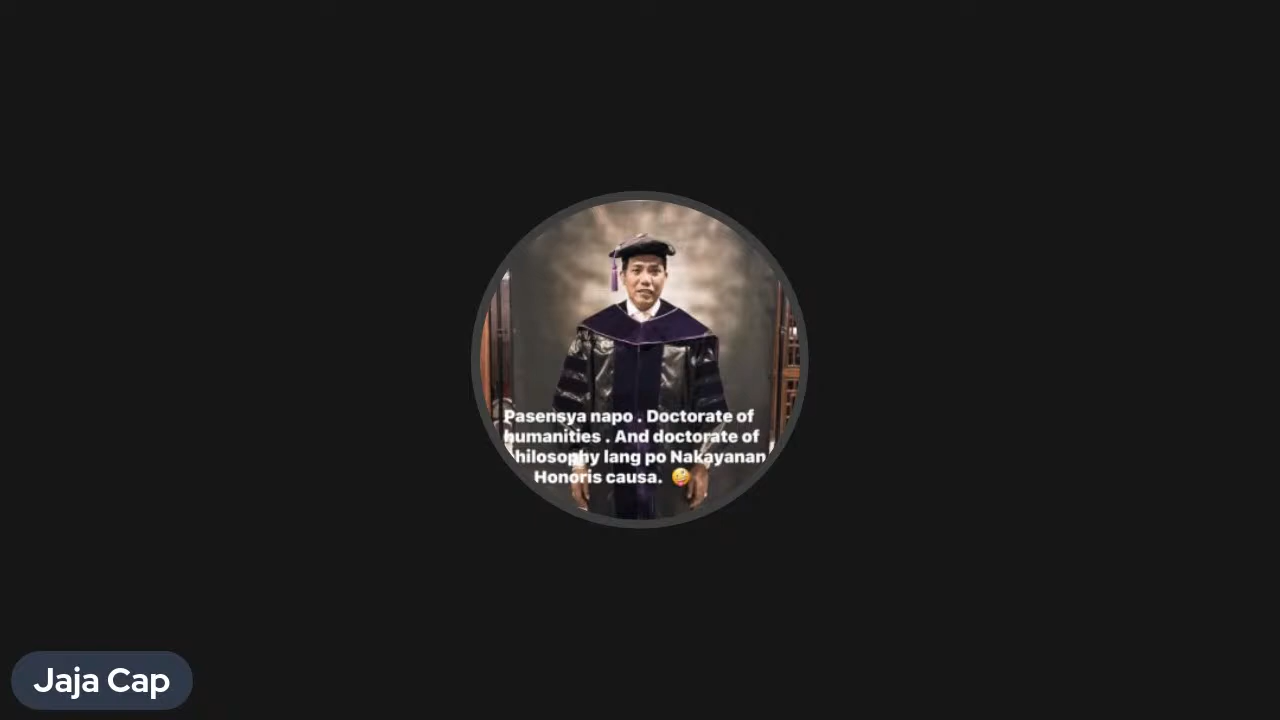 Pasensya napo . Doctorate of
humanities . And doctorate of
hilosophy lang po Nakayanan
Honoris causa. 🤪
Jaja Cap